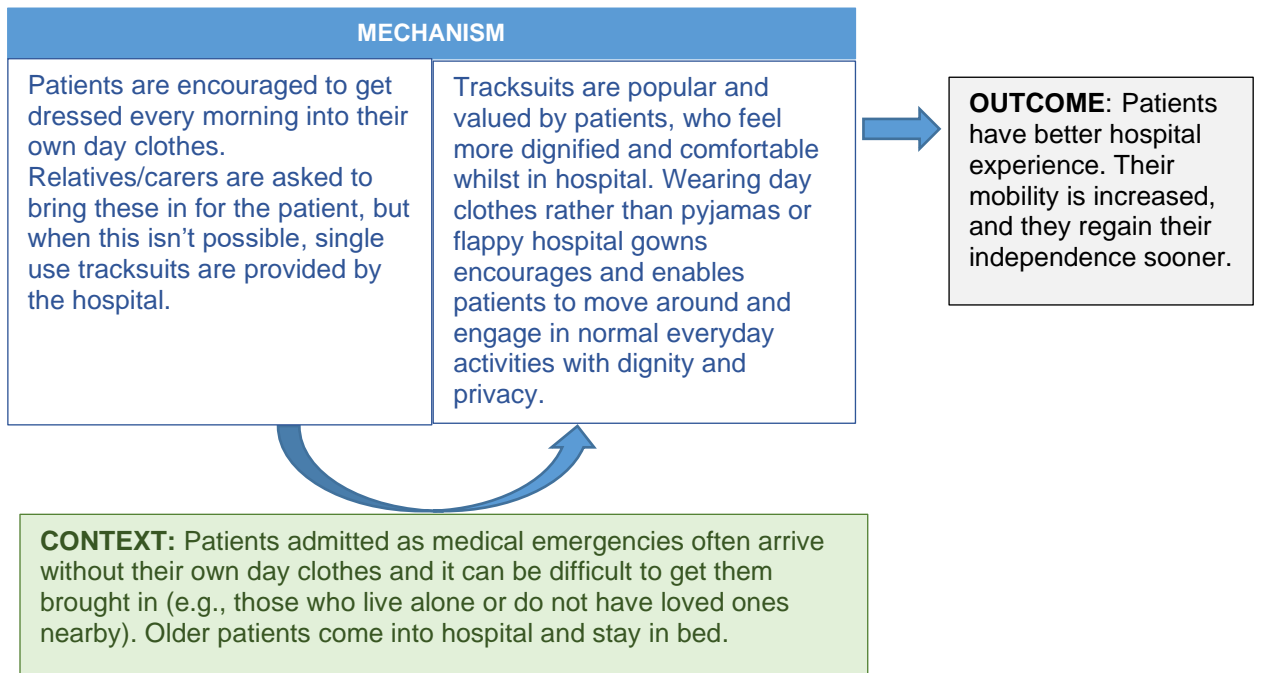 MECHANISM
Patients are encouraged to get
dressed every morning into their
own day clothes.
Relatives/carers are asked to
bring these in for the patient, but
when this isn’t possible, single
use tracksuits are provided by
the hospital.
Tracksuits are popular and
valued by patients, who feel
more dignified and comfortable
whilst in hospital. Wearing day
clothes rather than pyjamas or
flappy hospital gowns
encourages and enables
patients to move around and
engage in normal everyday
activities with dignity and
privacy.
OUTCOME: Patients
have better hospital
experience. Their
mobility is increased,
and they regain their
independence sooner.
CONTEXT: Patients admitted as medical emergencies often arrive
without their own day clothes and it can be difficult to get them
brought in (e.g., those who live alone or do not have loved ones
nearby). Older patients come into hospital and stay in bed.